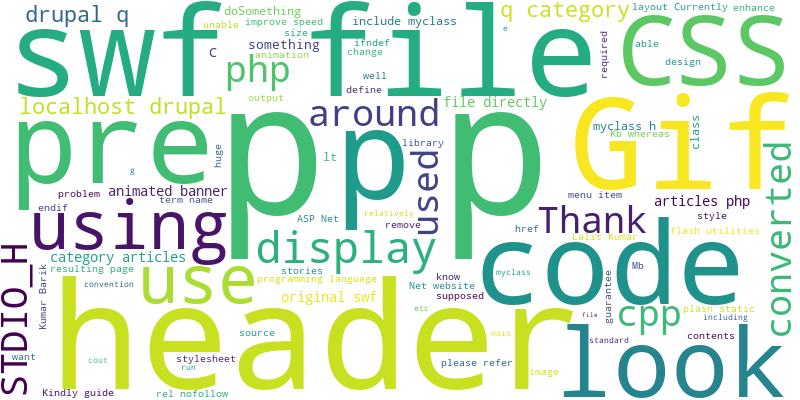 drupal q
unable
doSomething
improve speed
include myclass
q category
layout Currently
enhance
swf file
CSS
size
ifndef
something
C
php
animation
change
able
required
design
well
define
localhost drupal
output
around
file directly
Kb whereas
myclass h
class
pre
p p
p
Gif
library
huge
lt
used
converted
g
problem
animated banner
term name
menu item
articles php
endif
using
ASP Net
relatively
remove
Thank
style
href
Lalit Kumar
flash utilities
category articles
display
code
STDIO_H
resulting page
use
stories
know
Net website
myclass
Mb
Kumar Barik
convention
programming language
supposed
guarantee
original swf
header
etc
cpp
plain static
file
including
source
main
standard
contents
want
cout
stylesheet
run
please refer
image
look
Kindly guide
rel nofollow
e